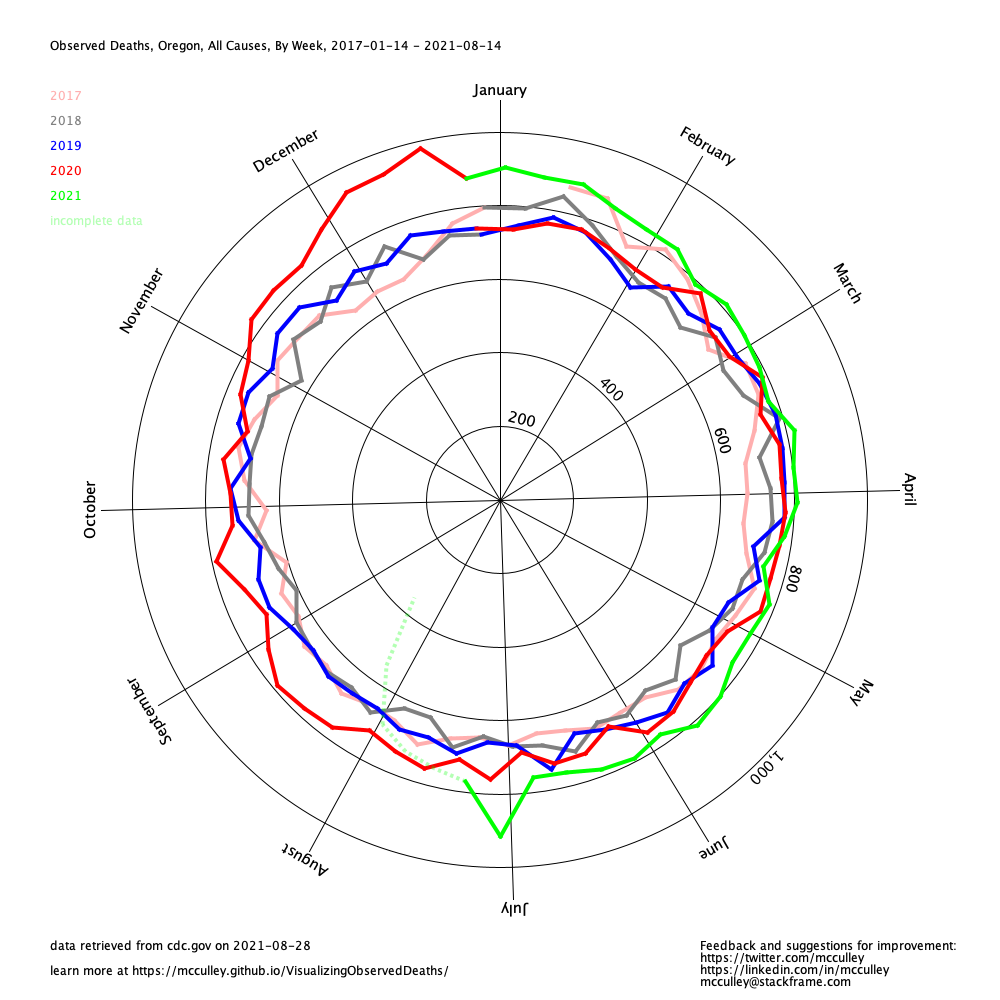 Observed Deaths, Oregon, All Causes, By Week, 2017-01-14 - 2021-08-14
2017
2018
2019
2020
2021
incomplete data
January
February
March
April
May
June
July
August
September
October
November
December
200
400
600
800
1,000
data retrieved from cdc.gov on 2021-08-28
learn more at https://mcculley.github.io/VisualizingObservedDeaths/
Feedback and suggestions for improvement:
https://twitter.com/mcculley
https://linkedin.com/in/mcculley
mcculley@stackframe.com